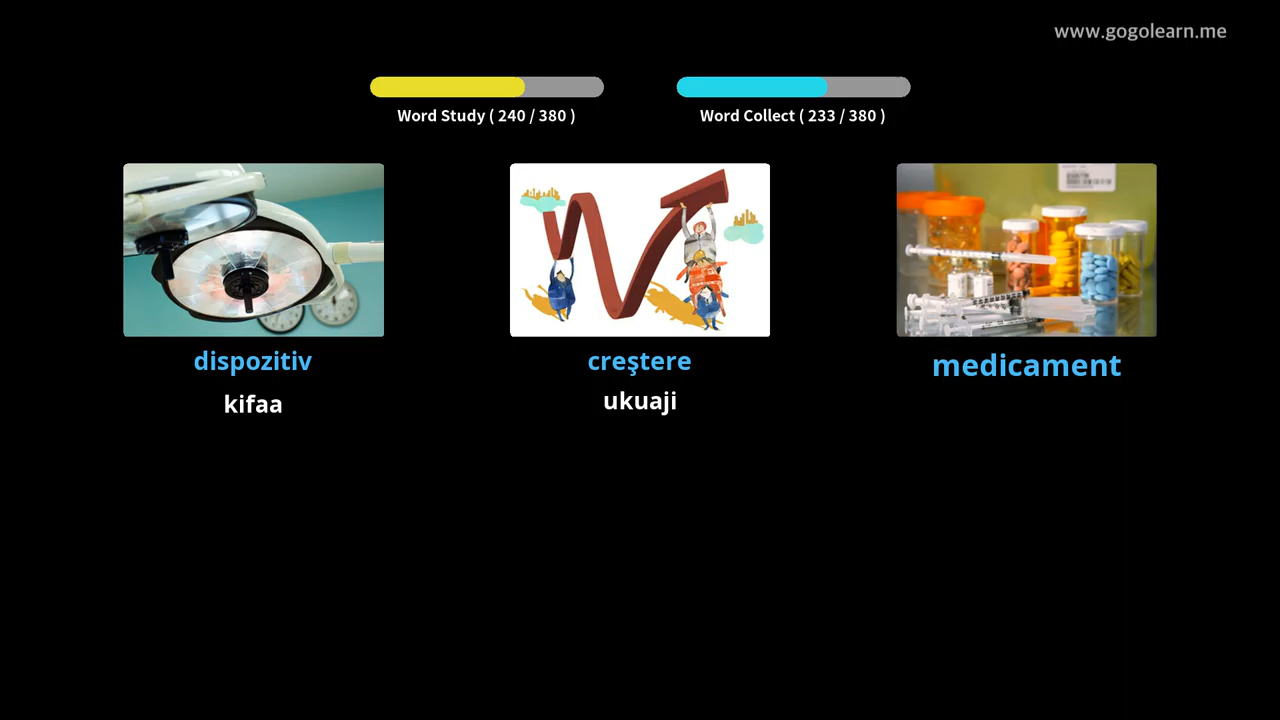 www.gogolearn.me
Word Study ( 240 / 380 )
Word Collect ( 233 / 380 )
dispozitiv
creştere
medicament
kifaa
ukuaji